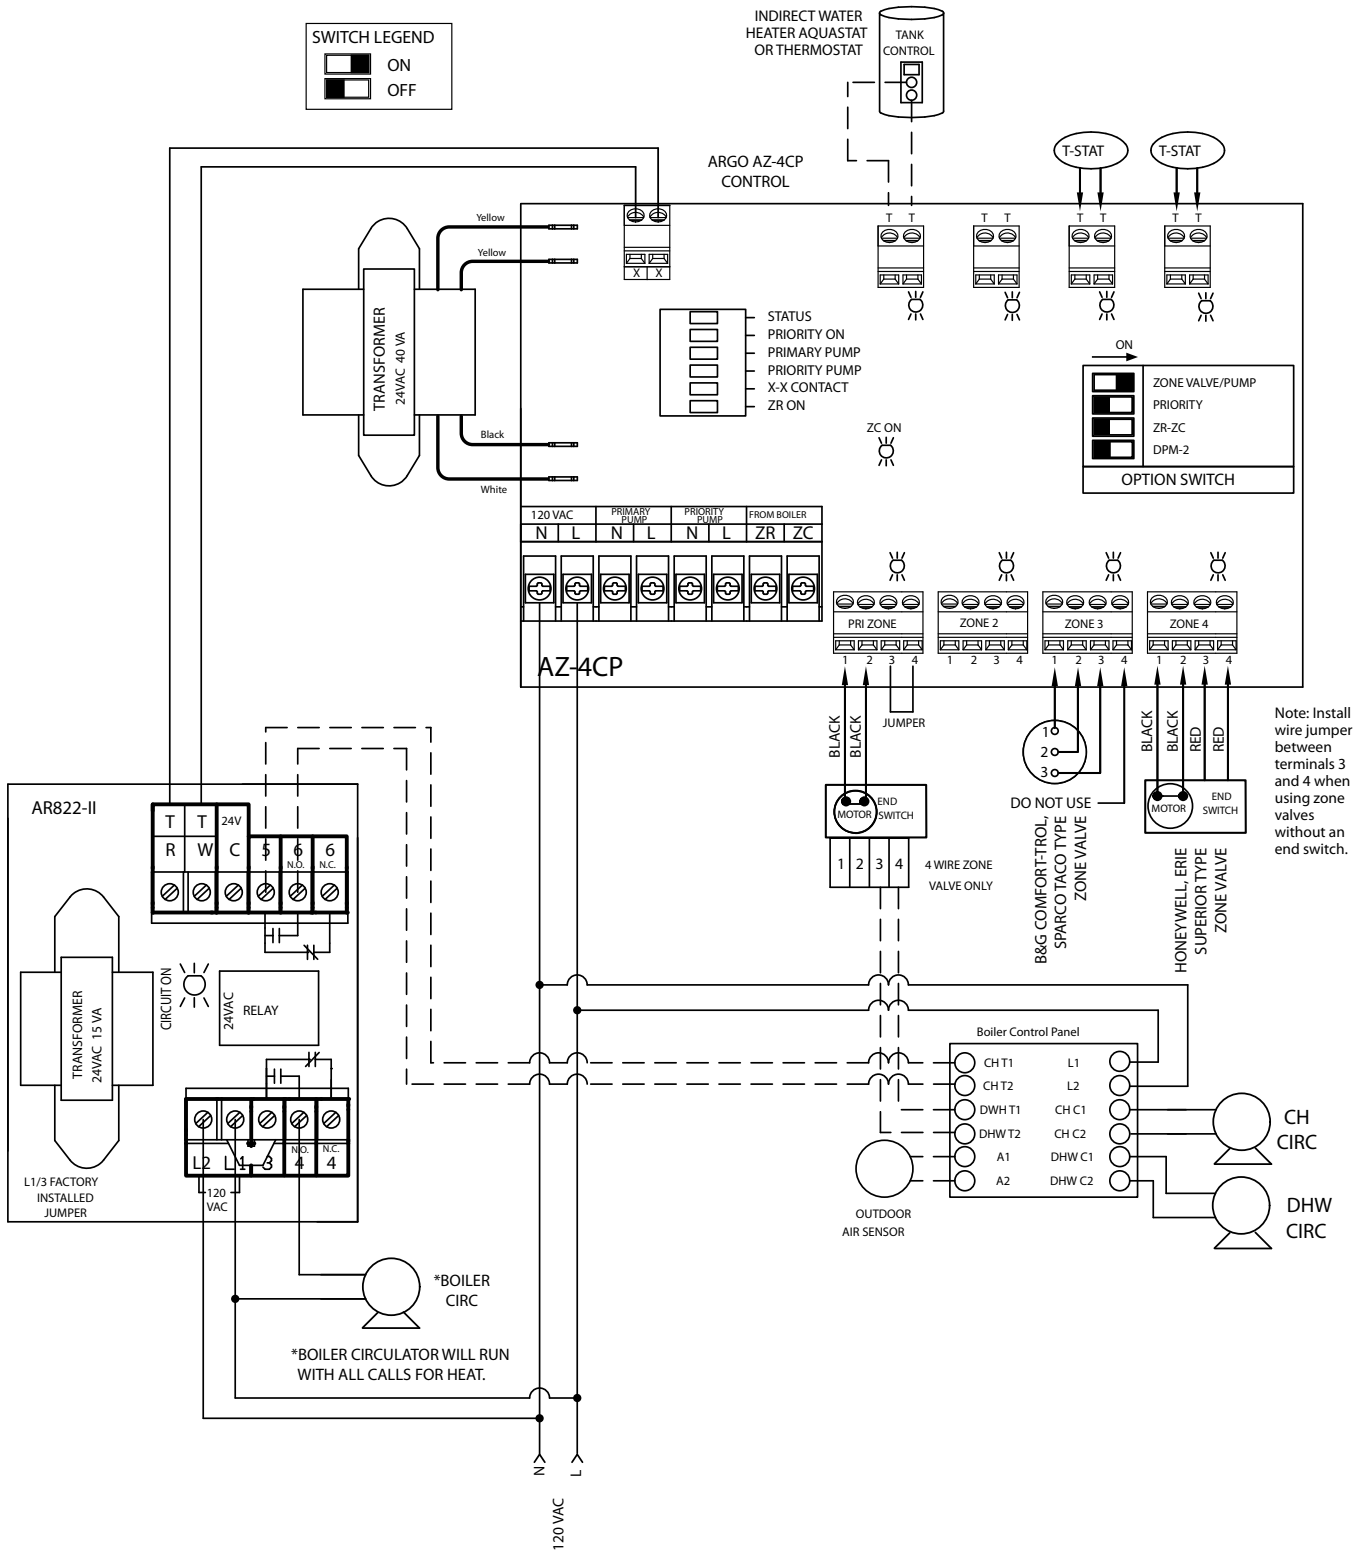 SWITCH LEGEND
ON
OFF
INDIRECT WATER
HEATER AQUASTAT
OR THERMOSTAT
TANK
CONTROL
ARGO AZ-4CP
CONTROL
T-STAT
T-STAT
T T
T T
T T
T T
Yellow
Yellow
X X
TRANSFORMER
24VAC 40 VA
Black
White
STATUS
PRIORITY ON
PRIMARY PUMP
PRIORITY PUMP
X-X CONTACT
ZR ON
ZC ON
ON
ZONE VALVE/PUMP
PRIORITY
ZR-ZC
DPM-2
OPTION SWITCH
120 VAC
PRIMARY
PUMP
PRIORITY
PUMP
FROM BOILER
N L N L N L ZR ZC
AZ-4CP
PRI ZONE
1 2 3 4
ZONE 2
1 2 3 4
ZONE 3
1 2 3 4
ZONE 4
1 2 3 4
JUMPER
BLACK
BLACK
MOTOR
END
SWITCH
1 2 3 4
4 WIRE ZONE
VALVE ONLY
1
2
3
DO NOT USE
B&G COMFORT-TROL,
SPARCO TACO TYPE
ZONE VALVE
BLACK
BLACK
RED
RED
MOTOR
END
SWITCH
HONEYWELL, ERIE
SUPERIOR TYPE
ZONE VALVE
Note: Install
wire jumper
between
terminals 3
and 4 when
using zone
valves
without an
end switch.
AR822-II
T T 24V
R W C 5 6 6
N.O. N.C.
TRANSFORMER
24VAC 15 VA
CIRCUIT ON
24VAC
RELAY
L2 L1 3 4 4
N.O. N.C.
120
VAC
L1/3 FACTORY
INSTALLED
JUMPER
*BOILER
CIRC
*BOILER CIRCULATOR WILL RUN
WITH ALL CALLS FOR HEAT.
Boiler Control Panel
CH T1 L1
CH T2 L2
DWH T1 CH C1
DHW T2 CH C2
A1 DHW C1
A2 DHW C2
OUTDOOR
AIR SENSOR
CH
CIRC
DHW
CIRC
N L
120 VAC